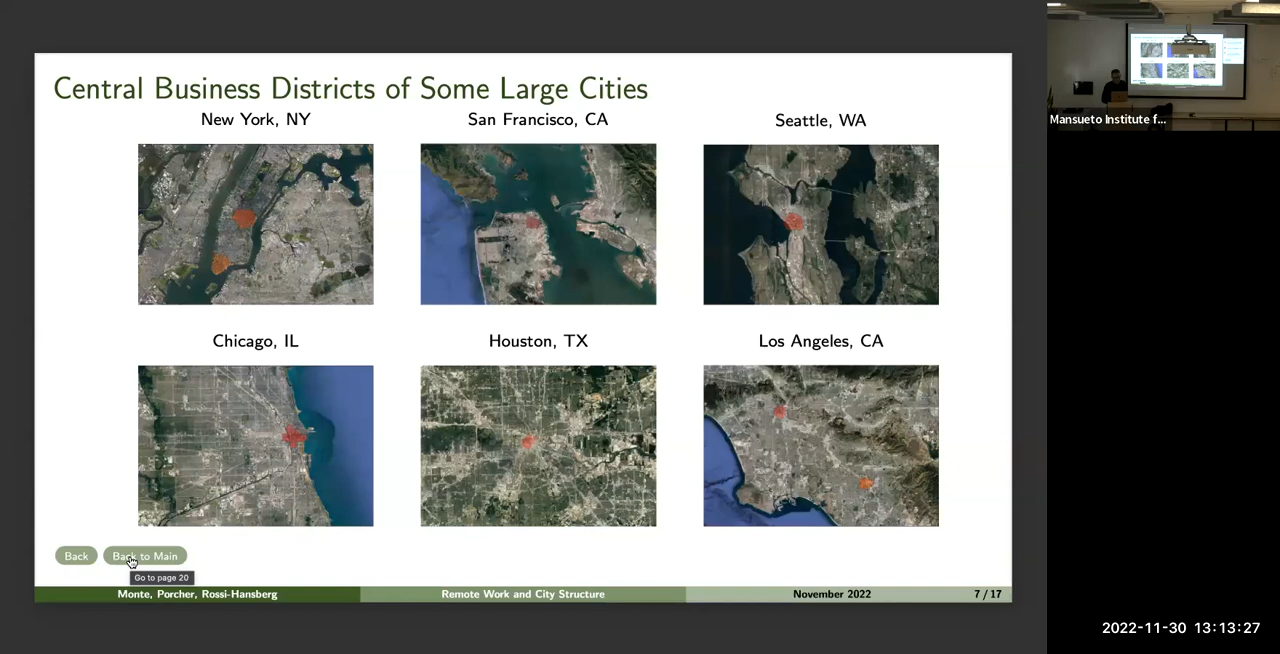 Central Business Districts of Some Large Cities
New York, NY
San Francisco, CA
Seattle, WA
Chicago, IL
Houston, TX
Los Angeles, CA
Back
Back to Main
Go to page 20
Monte, Porcher, Rossi-Hansberg
Remote Work and City Structure
November 2022
7 / 17
Mansueto Institute f...
2022-11-30 13:13:27